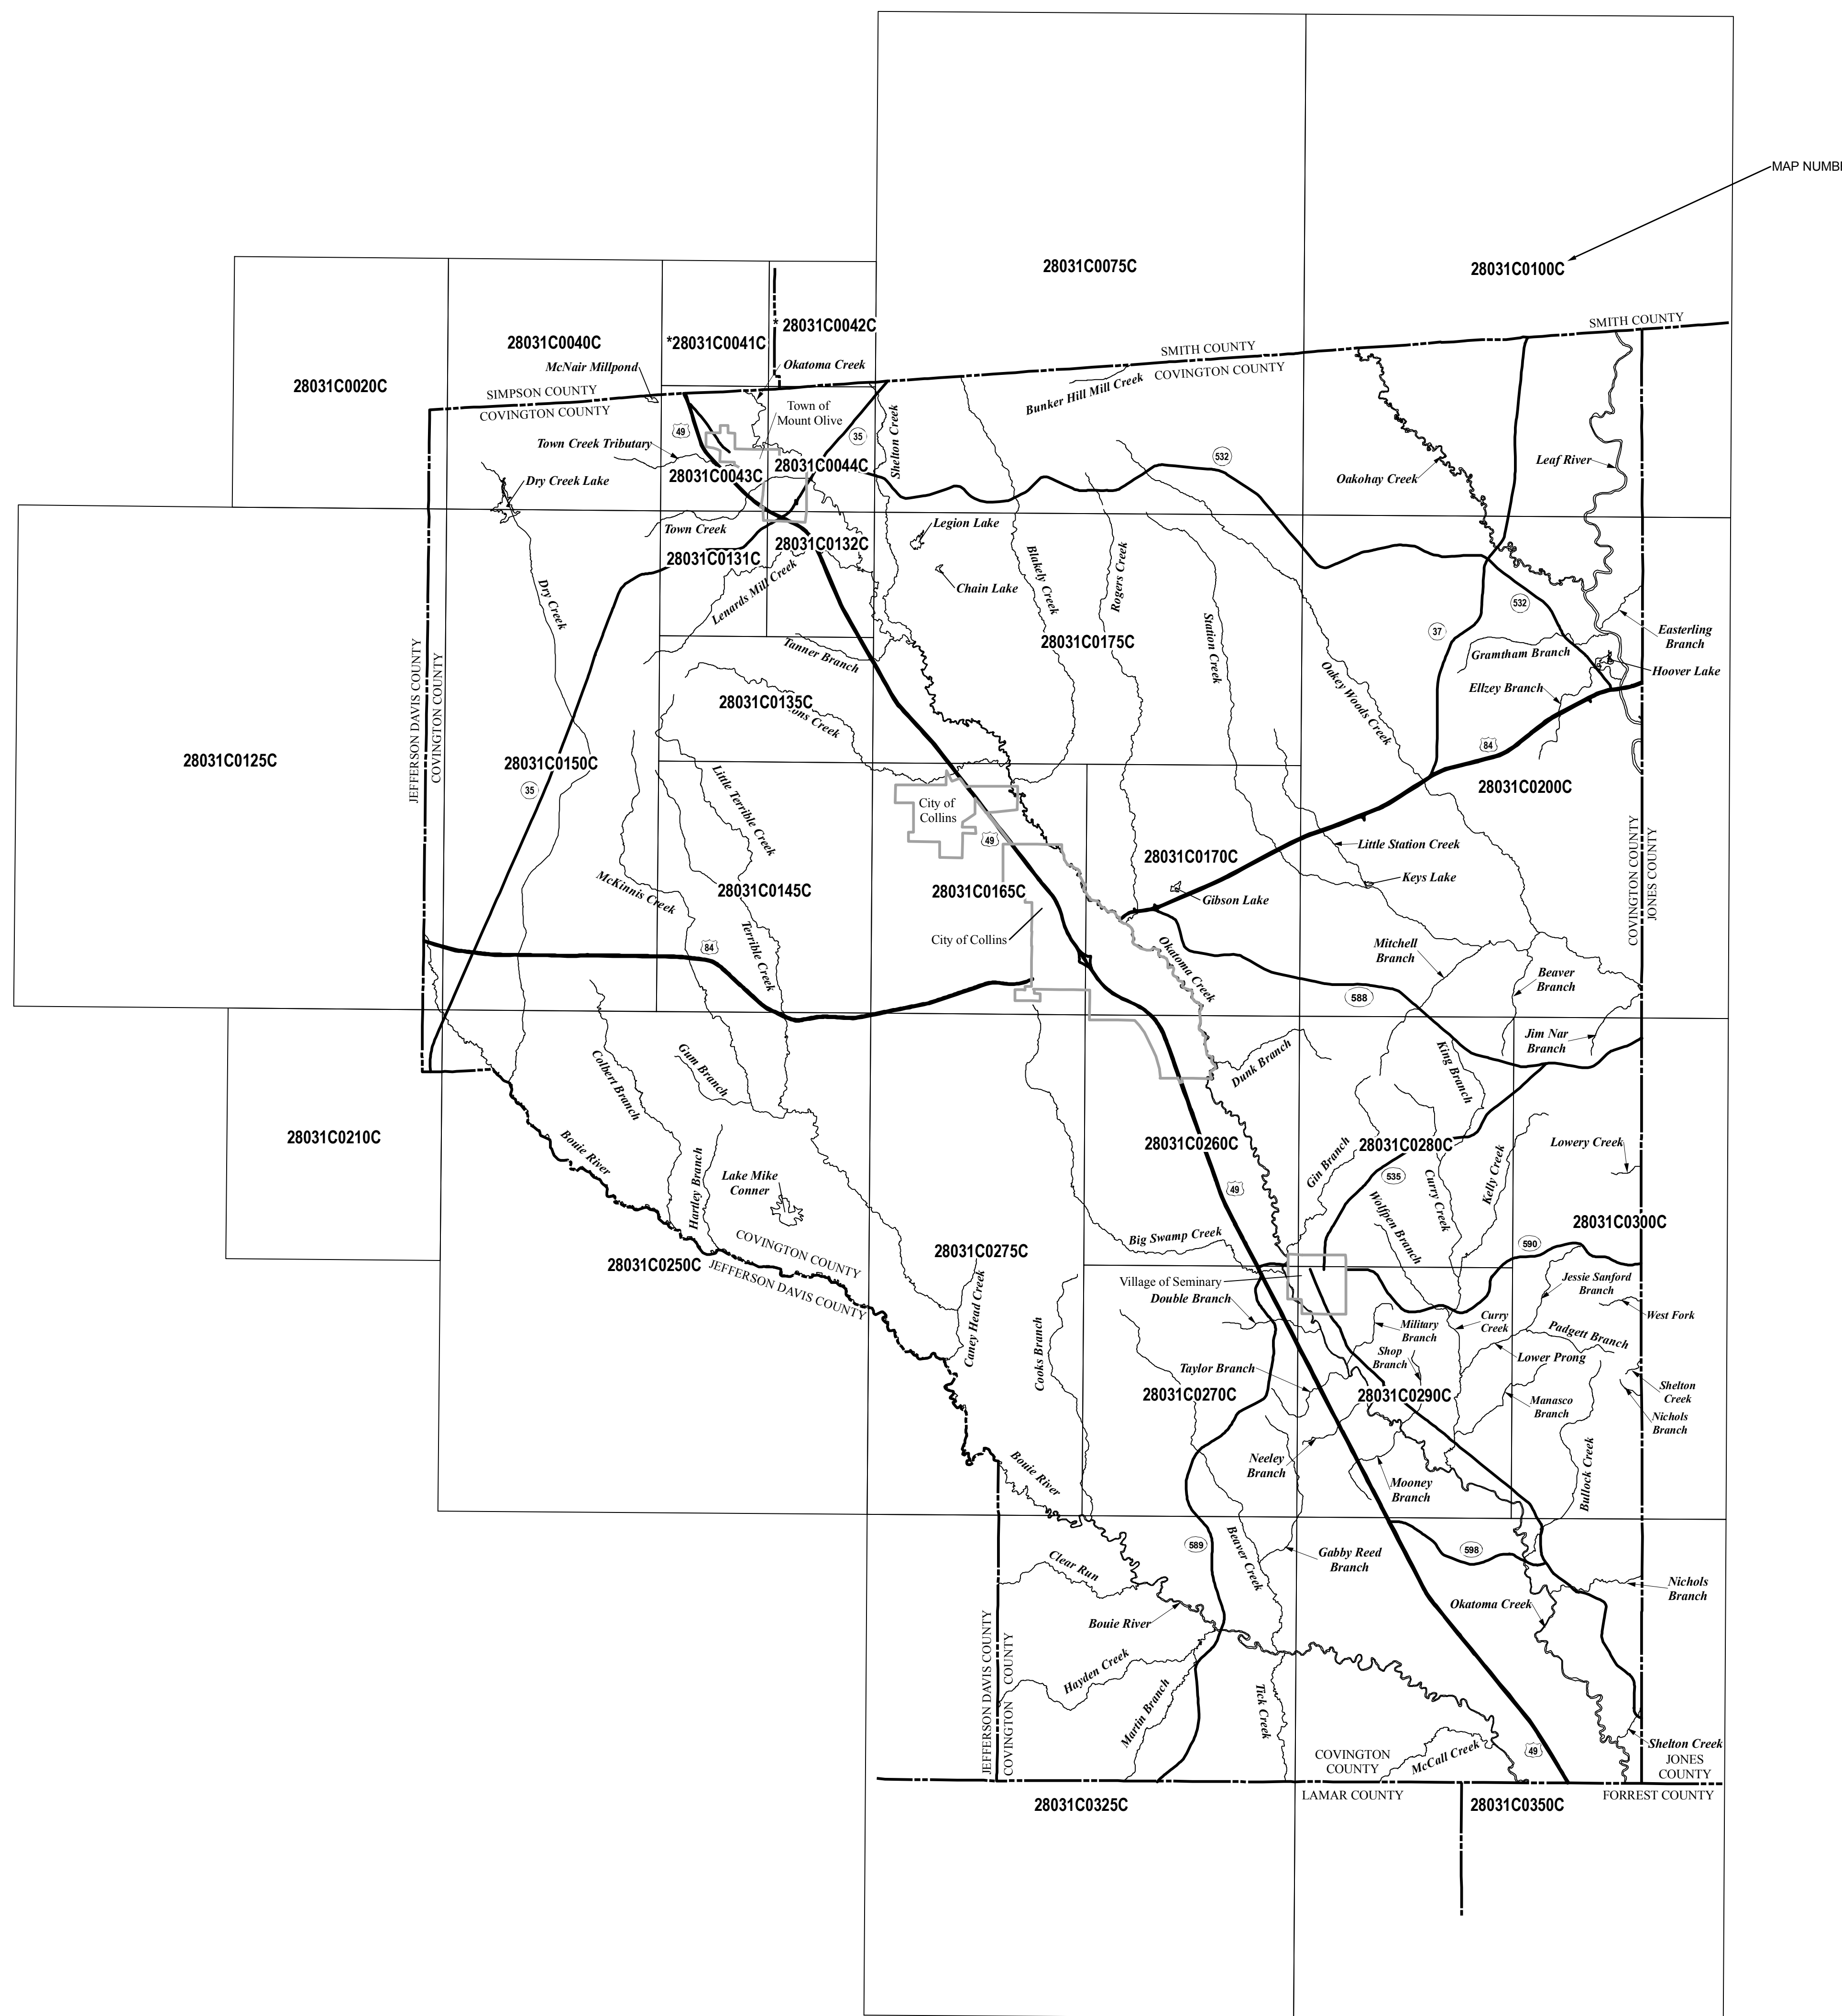 MAP NUMB
28031C0075C
28031C0100C
SMITH COUNTY
*28031C0042C
28031C0040C
*28031C0041C
SMITH COUNTY
COVINGTON COUNTY
McNair Millpond
Okatoma Creek
28031C0020C
SIMPSON COUNTY
COVINGTON COUNTY
Bunker Hill Mill Creek
Town of
Mount Olive
49
35
Shelton Creek
Town Creek Tributary
532
28031C0044C
28031C0043C
Leaf River
Oakohay Creek
Dry Creek Lake
Town Creek
Legion Lake
28031C0132C
28031C0131C
Lenards Mill Creek
Chain Lake
Blakely Creek
Rogers Creek
Dry Creek
532
37
Easterling
Branch
Station Creek
28031C0175C
Gramtham Branch
Tanner Branch
Oakey Woods Creek
Hoover Lake
Ellzey Branch
JEFFERSON DAVIS COUNTY
COVINGTON COUNTY
28031C0135C
ons Creek
84
28031C0125C
28031C0150C
35
28031C0200C
Little Terrible Creek
City of
Collins
49
COVINGTON COUNTY
JONES COUNTY
Little Station Creek
28031C0170C
Keys Lake
McKinnis Creek
28031C0145C
28031C0165C
Gibson Lake
City of Collins
84
Terrible Creek
Okatoma Creek
Mitchell
Branch
Beaver
Branch
588
Jim Nar
Branch
Dunk Branch
King Branch
Colbert Branch
Gum Branch
28031C0210C
Bouie River
28031C0260C
28031C0280C
Lowery Creek
Hartley Branch
Lake Mike
Conner
Gin Branch
535
49
Wolfpen Branch
Curry Creek
Kelly Creek
28031C0300C
Big Swamp Creek
590
COVINGTON COUNTY
28031C0275C
28031C0250C
JEFFERSON DAVIS COUNTY
Village of Seminary
Double Branch
Jessie Sanford
Branch
West Fork
Caney Head Creek
Cooks Branch
Military
Branch
Curry
Creek
Padgett Branch
Shop
Branch
Lower Prong
Taylor Branch
28031C0270C
28031C0290C
Manasco
Branch
Shelton
Creek
Nichols
Branch
Neeley
Branch
Bouie River
Mooney
Branch
Bullock Creek
589
Beaver Creek
Gabby Reed
Branch
598
Clear Run
Nichols
Branch
Okatoma Creek
Bouie River
JEFFERSON DAVIS COUNTY
COVINGTON COUNTY
Hayden Creek
Martin Branch
Tick Creek
49
Shelton Creek
COVINGTON
COUNTY
McCall Creek
JONES
COUNTY
LAMAR COUNTY
FORREST COUNTY
28031C0325C
28031C0350C